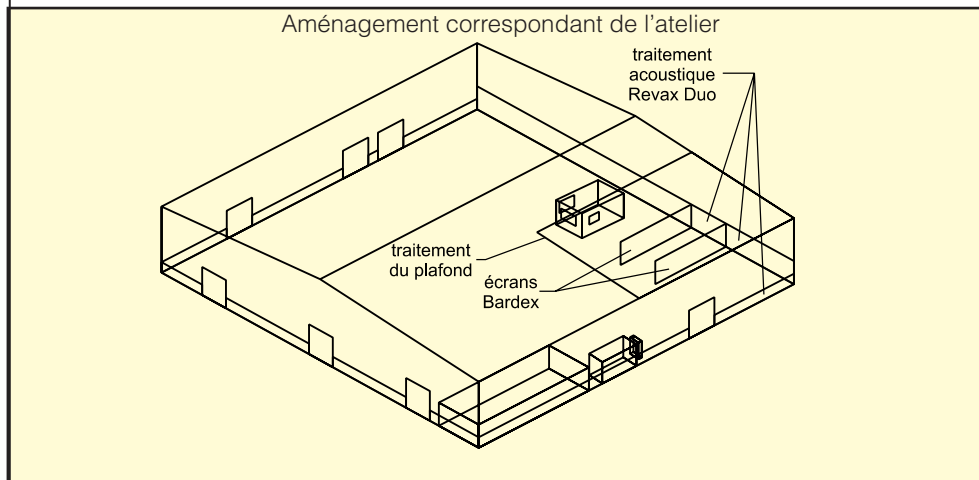 Aménagement correspondant de l'atelier
traitement
acoustique
Revax Duo
traitement
du plafond
écrans
Bardex